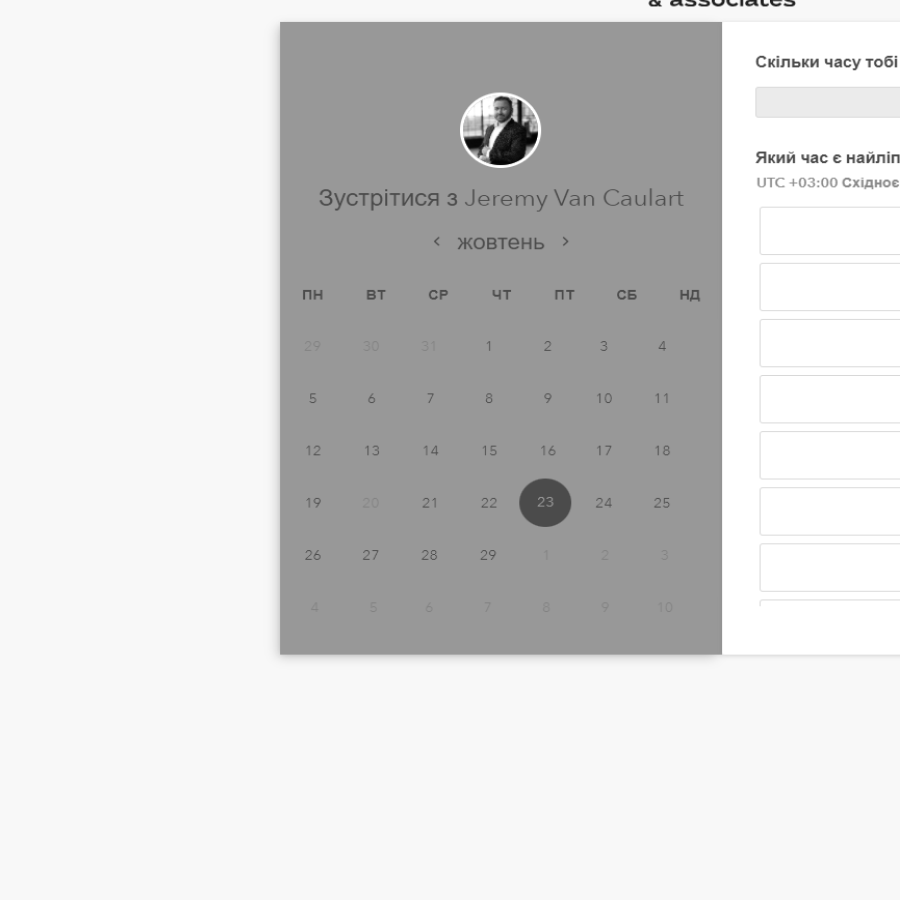 & associates
Зустрітися з Jeremy Van Caulart
‹ жовтень ›
ПН ВТ СР ЧТ ПТ СБ НД
29 30 31 1 2 3 4
5 6 7 8 9 10 11
12 13 14 15 16 17 18
19 20 21 22 23 24 25
26 27 28 29 1 2 3
4 5 6 7 8 9 10
Скільки часу тобі
Який час є найліп
UTC +03:00 Східноє